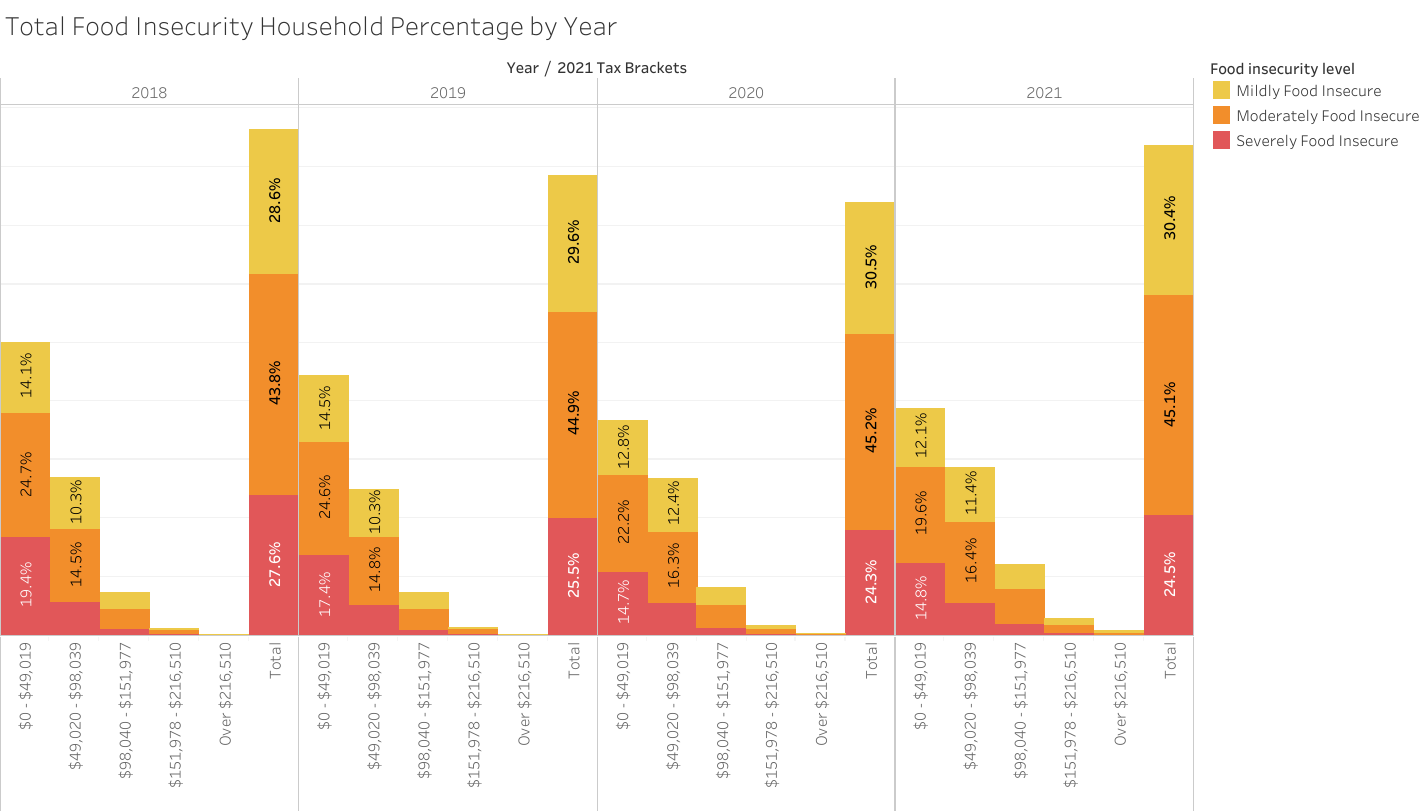 Total Food Insecurity Household Percentage by Year
Year / 2021 Tax Brackets
2018
2019
2020
2021
Food insecurity level
Mildly Food Insecure
Moderately Food Insecure
Severely Food Insecure
14.1%
24.7%
19.4%
10.3%
14.5%
28.6%
43.8%
27.6%
14.5%
24.6%
17.4%
10.3%
14.8%
29.6%
44.9%
25.5%
12.8%
22.2%
14.7%
12.4%
16.3%
30.5%
45.2%
24.3%
12.1%
19.6%
14.8%
11.4%
16.4%
30.4%
45.1%
24.5%
$0 - $49,019
$49,020 - $98,039
$98,040 - $151,977
$151,978 - $216,510
Over $216,510
Total
$0 - $49,019
$49,020 - $98,039
$98,040 - $151,977
$151,978 - $216,510
Over $216,510
Total
$0 - $49,019
$49,020 - $98,039
$98,040 - $151,977
$151,978 - $216,510
Over $216,510
Total
$0 - $49,019
$49,020 - $98,039
$98,040 - $151,977
$151,978 - $216,510
Over $216,510
Total